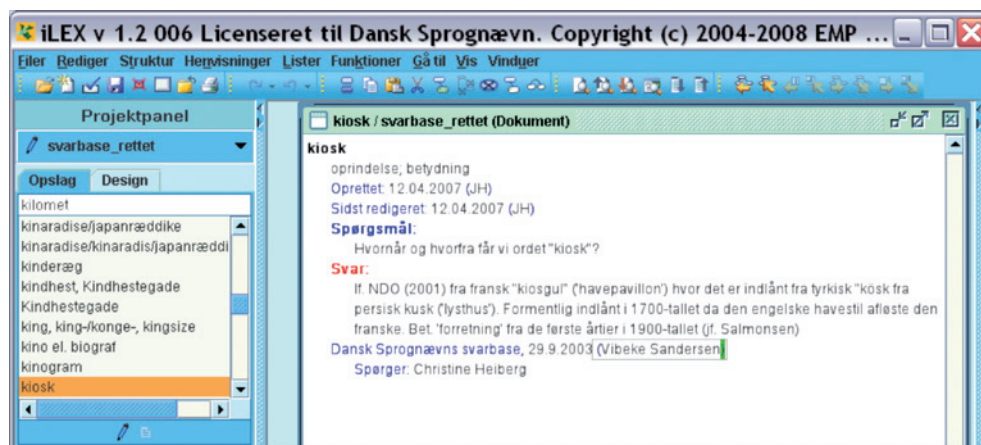 iLEX v 1.2 006 Licenseret til Dansk Sprognævn. Copyright (c) 2004-2008 EMP ...
Filer Rediger Struktur Henvisninger Lister Funktioner Gå til Vis Vinduer
Projektpanel
svarbase_rettet
Opslag Design
kilomet
kinaradise/japanræddike
kinaradise/kinaradis/japanræddi
kinderæg
kindhest, Kindhestegade
Kindhestegade
king, king-/konge-, kingsize
kino el. biograf
kinogram
kiosk
kiosk / svarbase_rettet (Dokument)
kiosk
oprindelse; betydning
Oprettet: 12.04.2007 (JH)
Sidst redigeret: 12.04.2007 (JH)
Spørgsmål:
Hvornår og hvorfra får vi ordet "kiosk"?
Svar:
If. NDO (2001) fra fransk "kiosgul" ('havepavillon') hvor det er indlånt fra tyrkisk "kösk fra
persisk kusk ('lysthus'). Formentlig indlånt i 1700-tallet da den engelske havestil afløste den
franske. Bet. 'forretning' fra de første årtier i 1900-tallet (jf. Salmonsen)
Dansk Sprognævns svarbase, 29.9.2003 (Vibeke Sandersen)
Spørger: Christine Heiberg